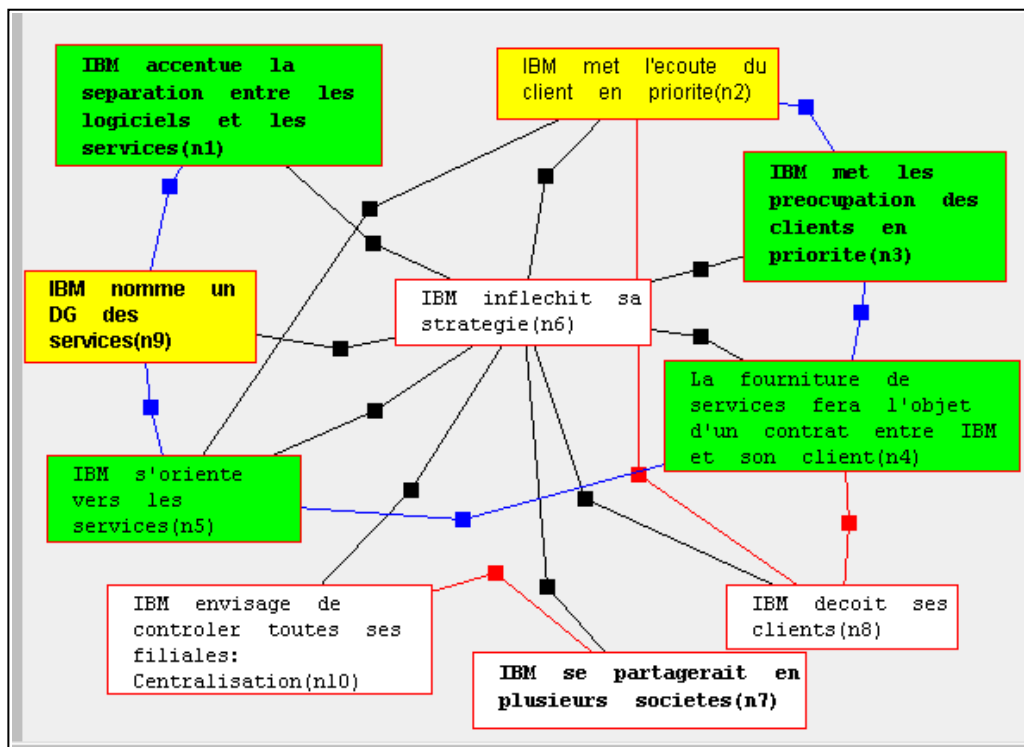 IBM accentue la
separation entre les
logiciels et les
services(n1)
IBM met l'ecoute du
client en priorite(n2)
IBM met les
preocupation des
clients en
priorite(n3)
IBM nomme un
DG des
services(n9)
IBM inflechit sa
strategie(n6)
La fourniture de
services fera l'objet
d'un contrat entre IBM
et son client(n4)
IBM s'oriente
vers les
services(n5)
IBM envisage de
controler toutes ses
filiales:
Centralisation(n10)
IBM decoit ses
clients(n8)
IBM se partagerait en
plusieurs societes(n7)